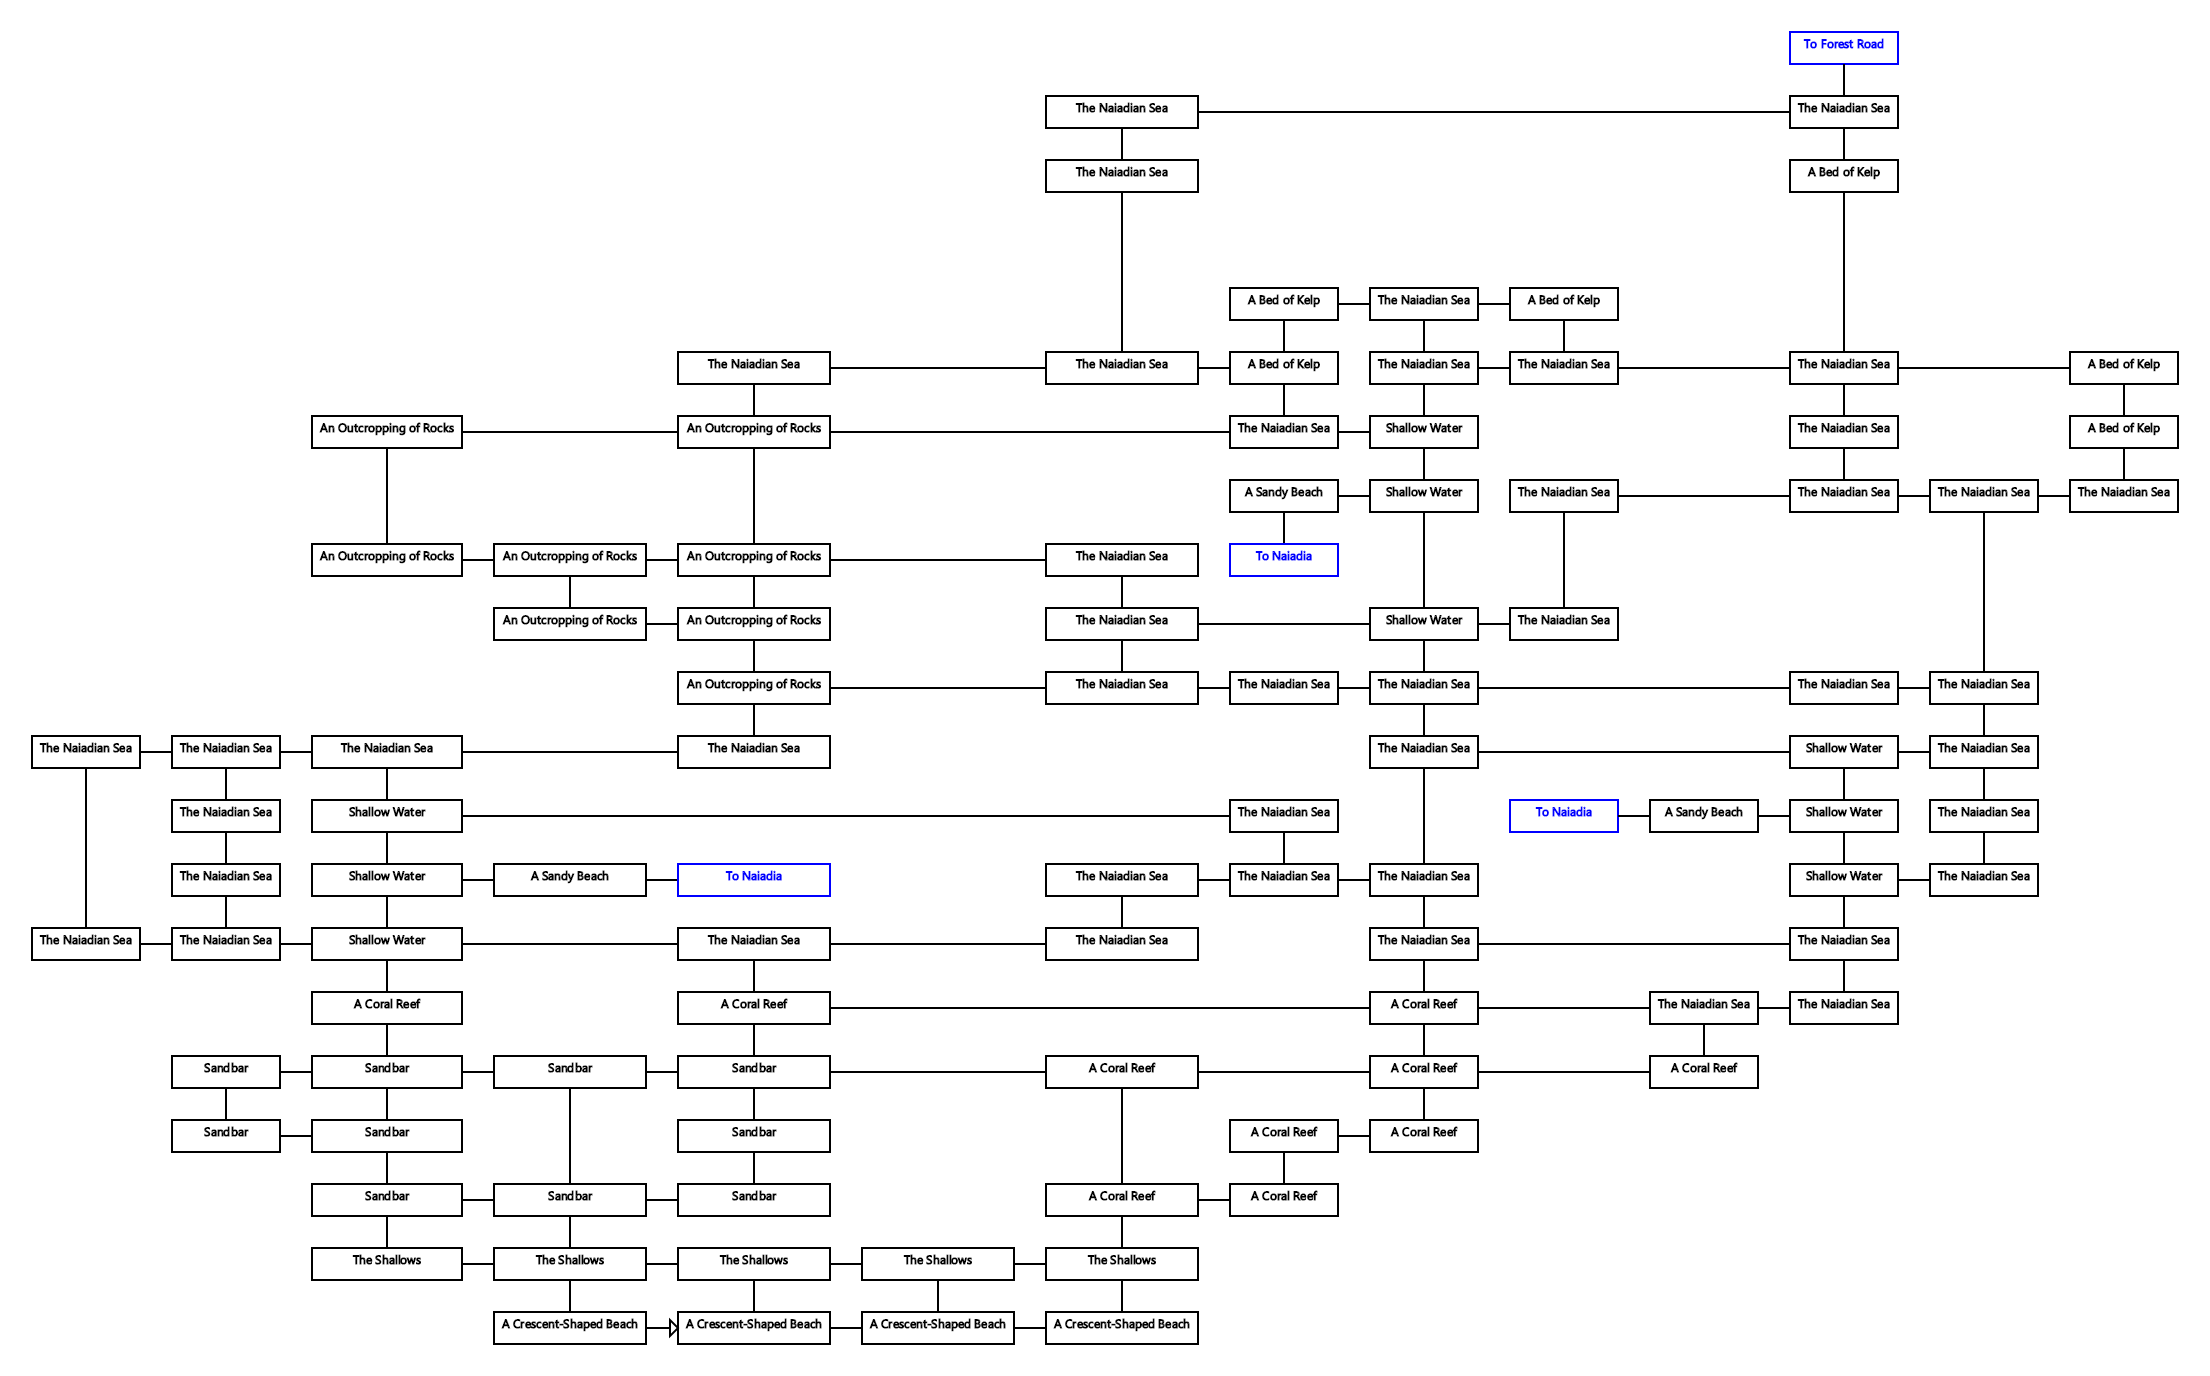 To Forest Road
The Naiadian Sea
The Naiadian Sea
The Naiadian Sea
A Bed of Kelp
A Bed of Kelp
The Naiadian Sea
A Bed of Kelp
The Naiadian Sea
The Naiadian Sea
A Bed of Kelp
The Naiadian Sea
The Naiadian Sea
The Naiadian Sea
A Bed of Kelp
An Outcropping of Rocks
An Outcropping of Rocks
The Naiadian Sea
Shallow Water
The Naiadian Sea
A Bed of Kelp
A Sandy Beach
Shallow Water
The Naiadian Sea
The Naiadian Sea
The Naiadian Sea
The Naiadian Sea
An Outcropping of Rocks
An Outcropping of Rocks
An Outcropping of Rocks
The Naiadian Sea
To Naiadia
An Outcropping of Rocks
An Outcropping of Rocks
The Naiadian Sea
Shallow Water
The Naiadian Sea
An Outcropping of Rocks
The Naiadian Sea
The Naiadian Sea
The Naiadian Sea
The Naiadian Sea
The Naiadian Sea
The Naiadian Sea
The Naiadian Sea
The Naiadian Sea
The Naiadian Sea
The Naiadian Sea
Shallow Water
The Naiadian Sea
The Naiadian Sea
Shallow Water
The Naiadian Sea
To Naiadia
A Sandy Beach
Shallow Water
The Naiadian Sea
The Naiadian Sea
Shallow Water
A Sandy Beach
To Naiadia
The Naiadian Sea
The Naiadian Sea
The Naiadian Sea
Shallow Water
The Naiadian Sea
The Naiadian Sea
The Naiadian Sea
Shallow Water
The Naiadian Sea
The Naiadian Sea
The Naiadian Sea
The Naiadian Sea
A Coral Reef
A Coral Reef
A Coral Reef
The Naiadian Sea
The Naiadian Sea
Sandbar
Sandbar
Sandbar
Sandbar
A Coral Reef
A Coral Reef
A Coral Reef
Sandbar
Sandbar
Sandbar
A Coral Reef
A Coral Reef
Sandbar
Sandbar
Sandbar
A Coral Reef
A Coral Reef
The Shallows
The Shallows
The Shallows
The Shallows
The Shallows
A Crescent-Shaped Beach
A Crescent-Shaped Beach
A Crescent-Shaped Beach
A Crescent-Shaped Beach